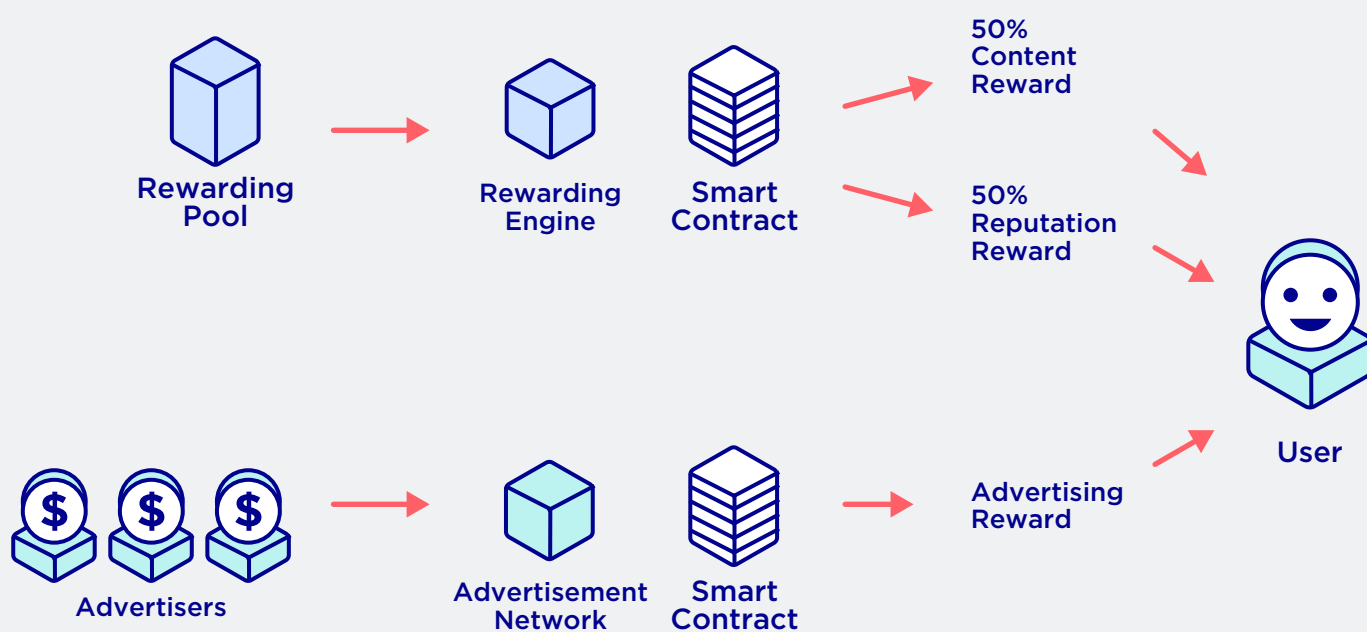 50%
Content
Reward
Rewarding
Pool
Rewarding
Engine
Smart
Contract
50%
Reputation
Reward
User
$ $ $
Advertisers
Advertisement
Network
Smart
Contract
Advertising
Reward